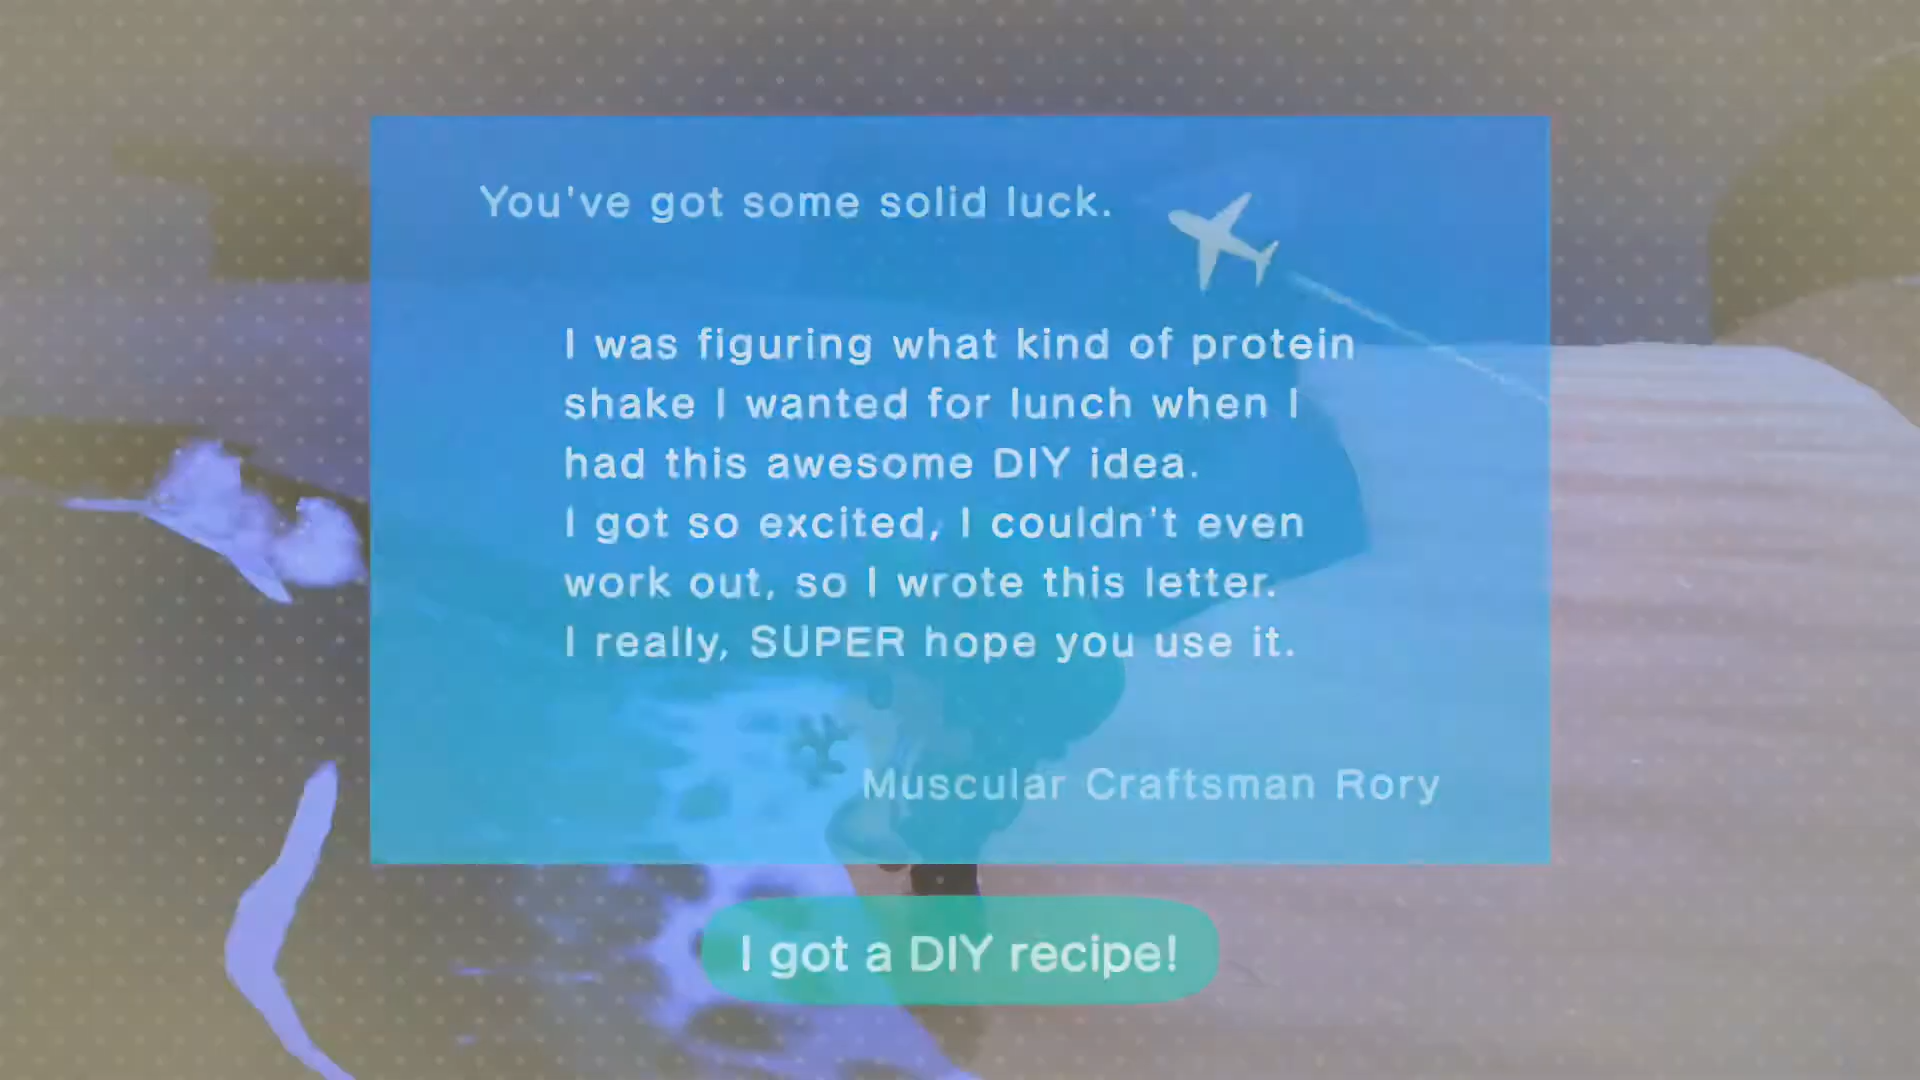 You've got some solid luck.
I was figuring what kind of protein
shake I wanted for lunch when I
had this awesome DIY idea.
I got so excited, I couldn't even
work out, so I wrote this letter.
I really, SUPER hope you use it.
Muscular Craftsman Rory
I got a DIY recipe!